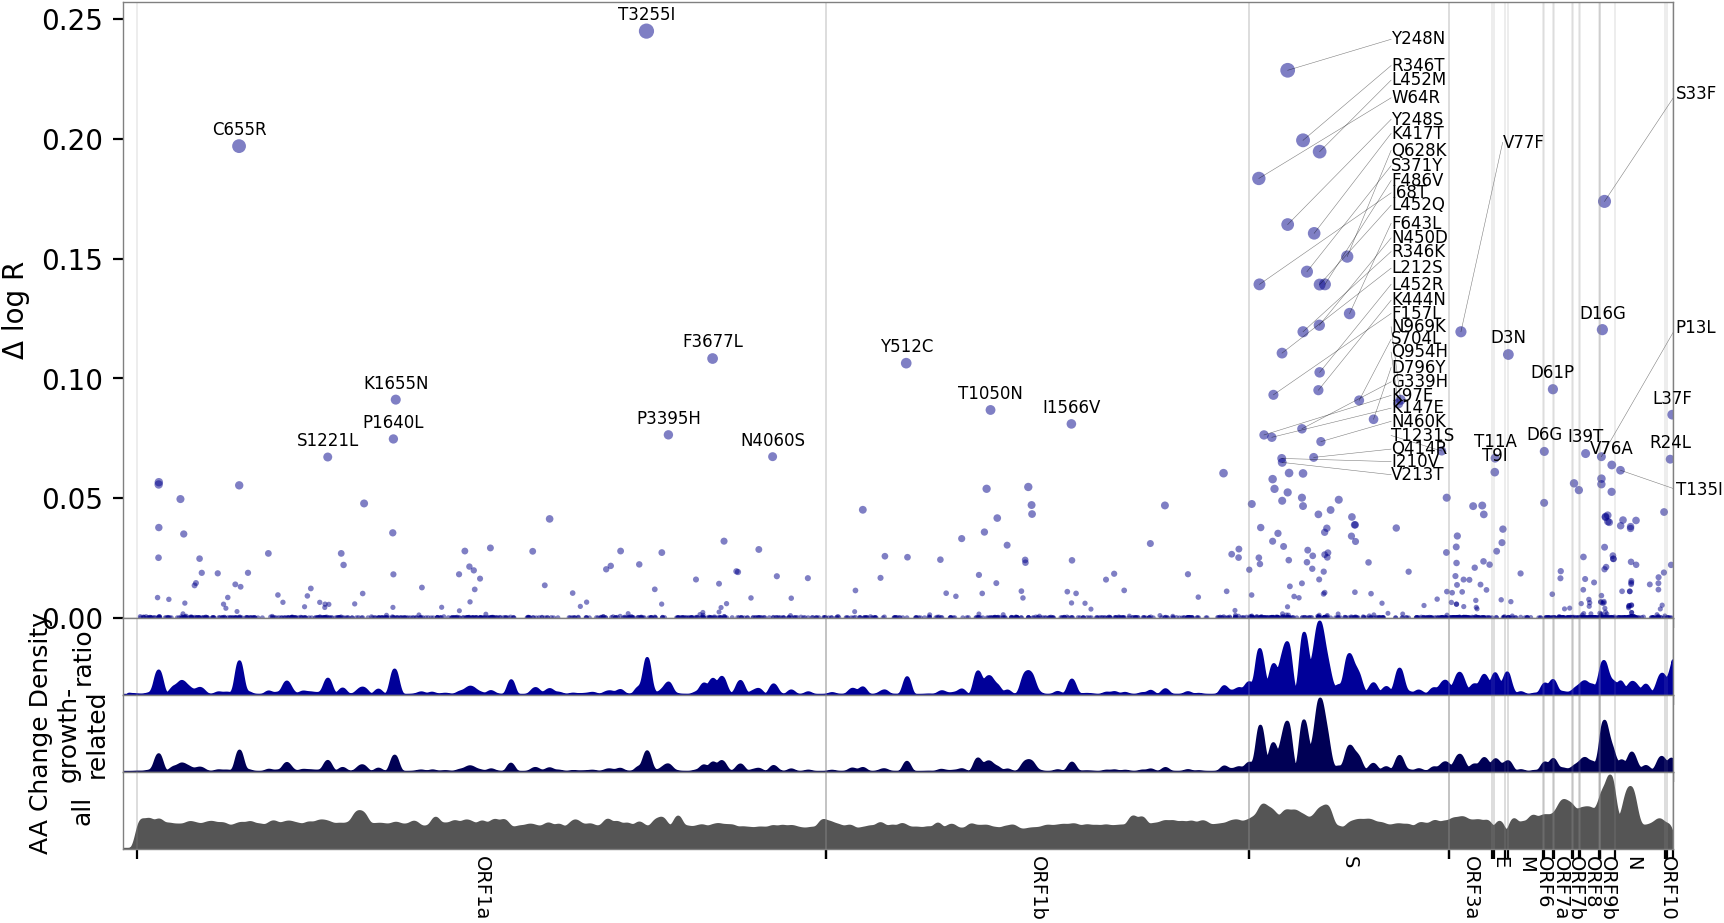 0.25
0.20
0.15
0.10
0.05
0.00
Δ log R
T3255I
C655R
K1655N
P1640L
S1221L
F3677L
P3395H
N4060S
Y512C
T1050N
I1566V
Y248N
R346T
L452M
W64R
Y248S
K417T
Q628K
S371Y
F486V
I68T
L452Q
F643L
N450D
R346K
L212S
L452R
K444N
F157L
N969K
S704L
Q954H
D796Y
G339H
K97E
K147E
N460K
T1231S
Q414R
I210V
V213T
V77F
S33F
D3N
D16G
P13L
D61P
L37F
T11A
T9I
D6G
I39T
V76A
R24L
T135I
AA Change Density
ratio
growth-
related
all
ORF1a
ORF1b
S
ORF3a
E
M
ORF6
ORF7a
ORF7b
ORF8
ORF9b
N
ORF10